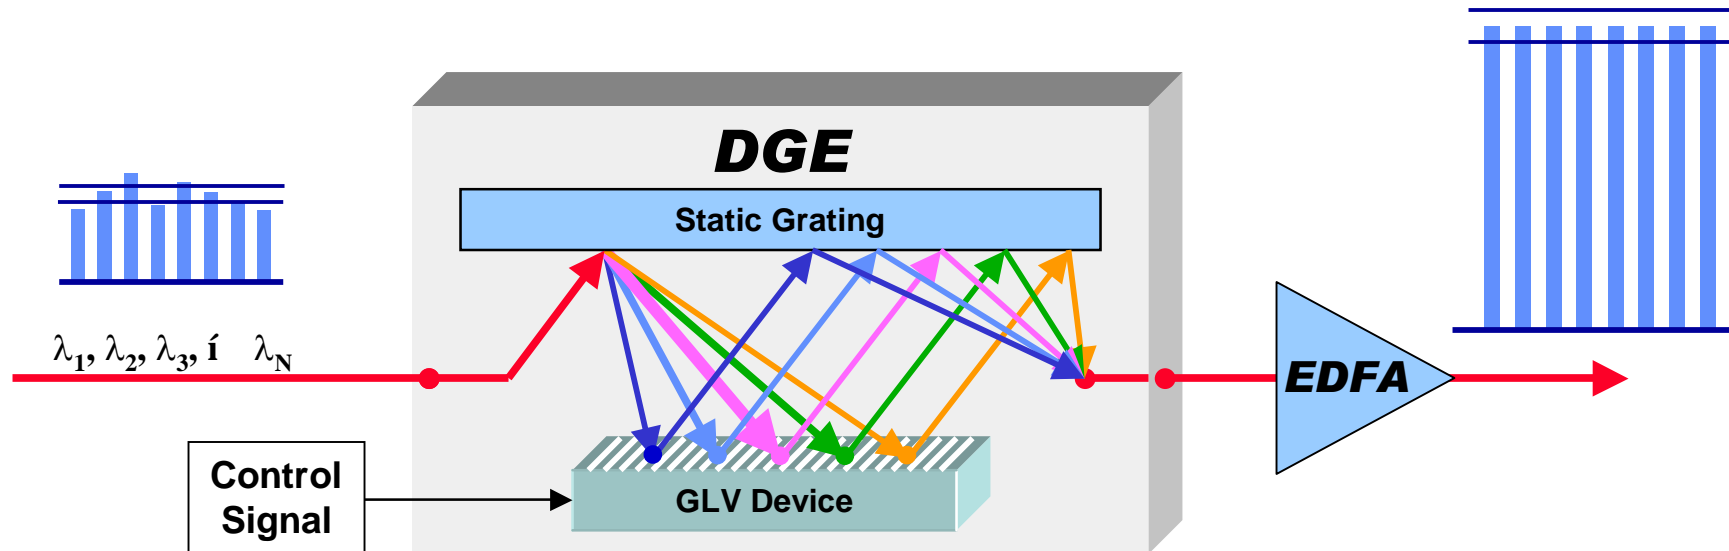 DGE
Static Grating
λ1, λ2, λ3, í λN
EDFA
Control
Signal
GLV Device